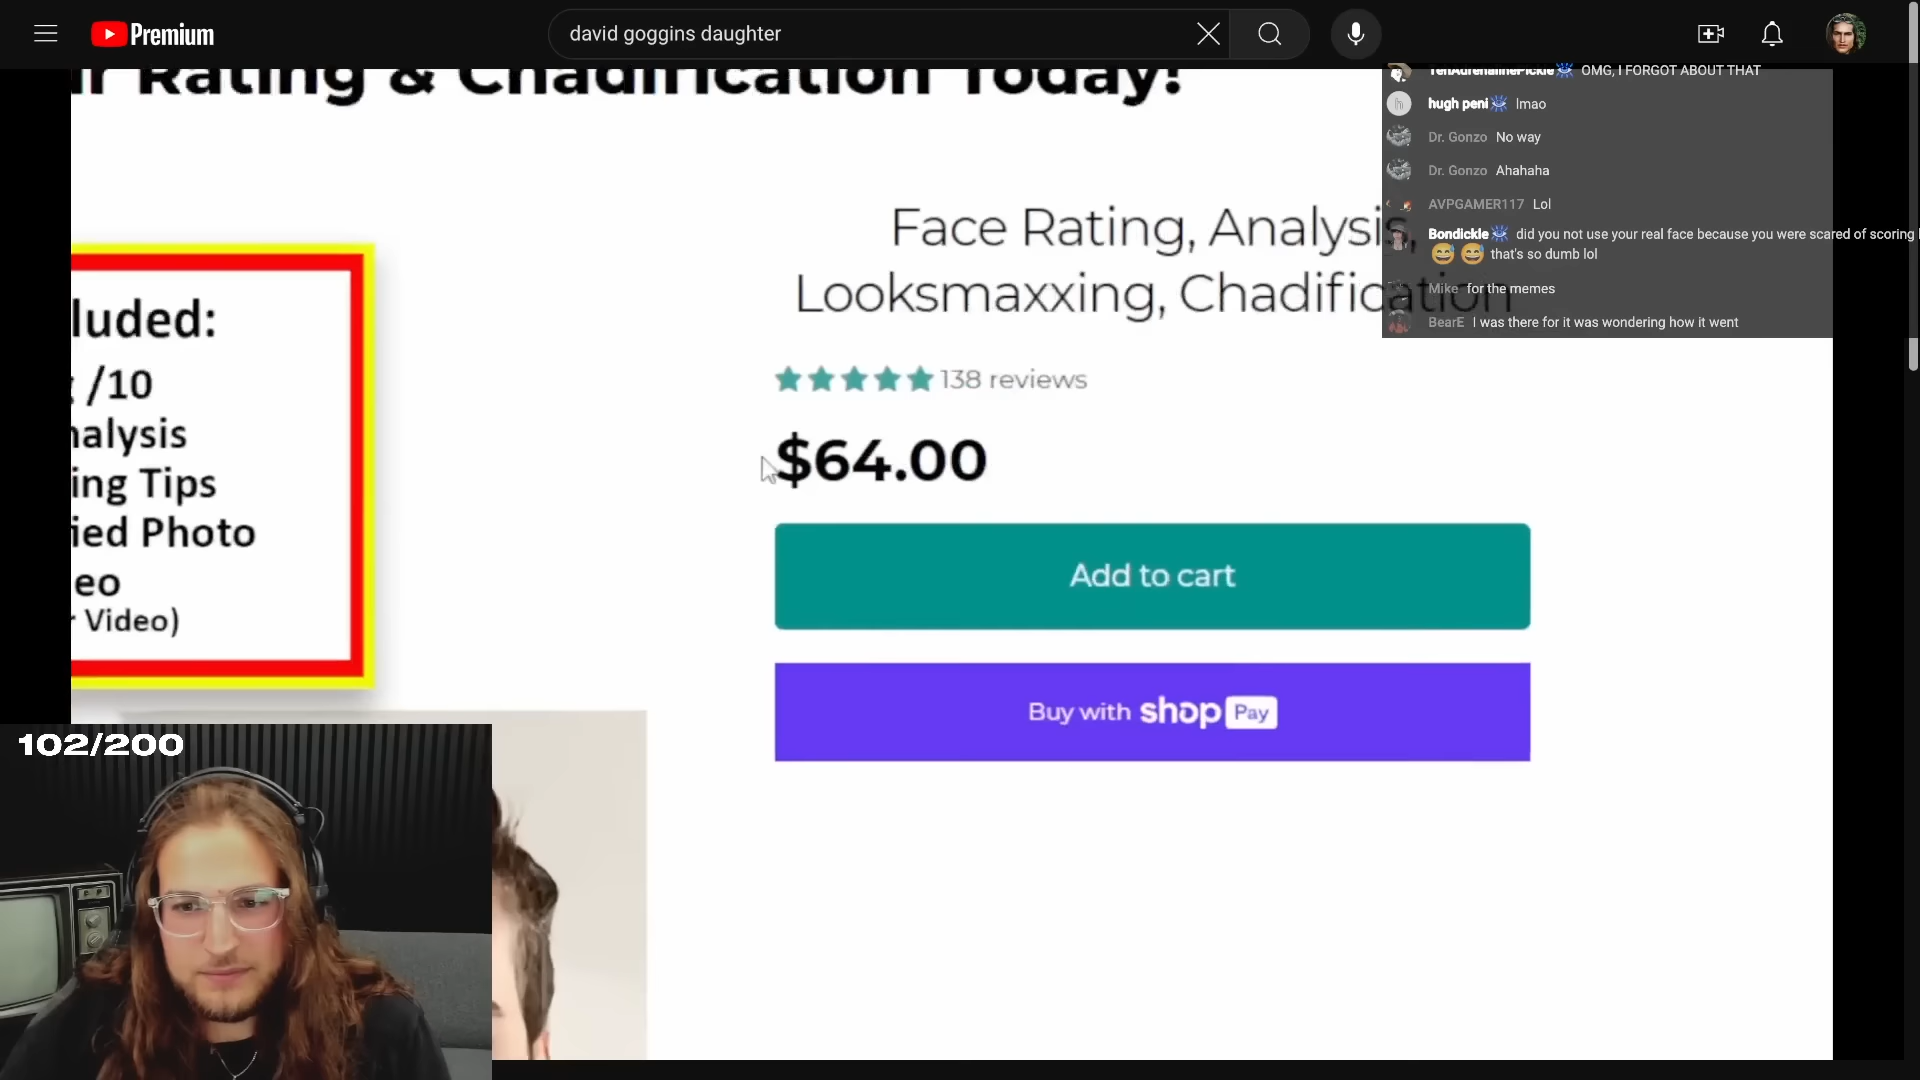 Premium
david goggins daughter
ur Rating & Chadification Today!
TenAdrenalinePickle OMG, I FORGOT ABOUT THAT
hugh peni lmao
Dr. Gonzo No way
Dr. Gonzo Ahahaha
AVPGAMER117 Lol
Bondickle did you not use your real face because you were scared of scoring
that's so dumb lol
Mike for the memes
BearE I was there for it was wondering how it went
Face Rating, Analysis,
Looksmaxxing, Chadification
138 reviews
$64.00
Add to cart
Buy with shop Pay
luded:
g /10
nalysis
ing Tips
ied Photo
eo
r Video)
102/200